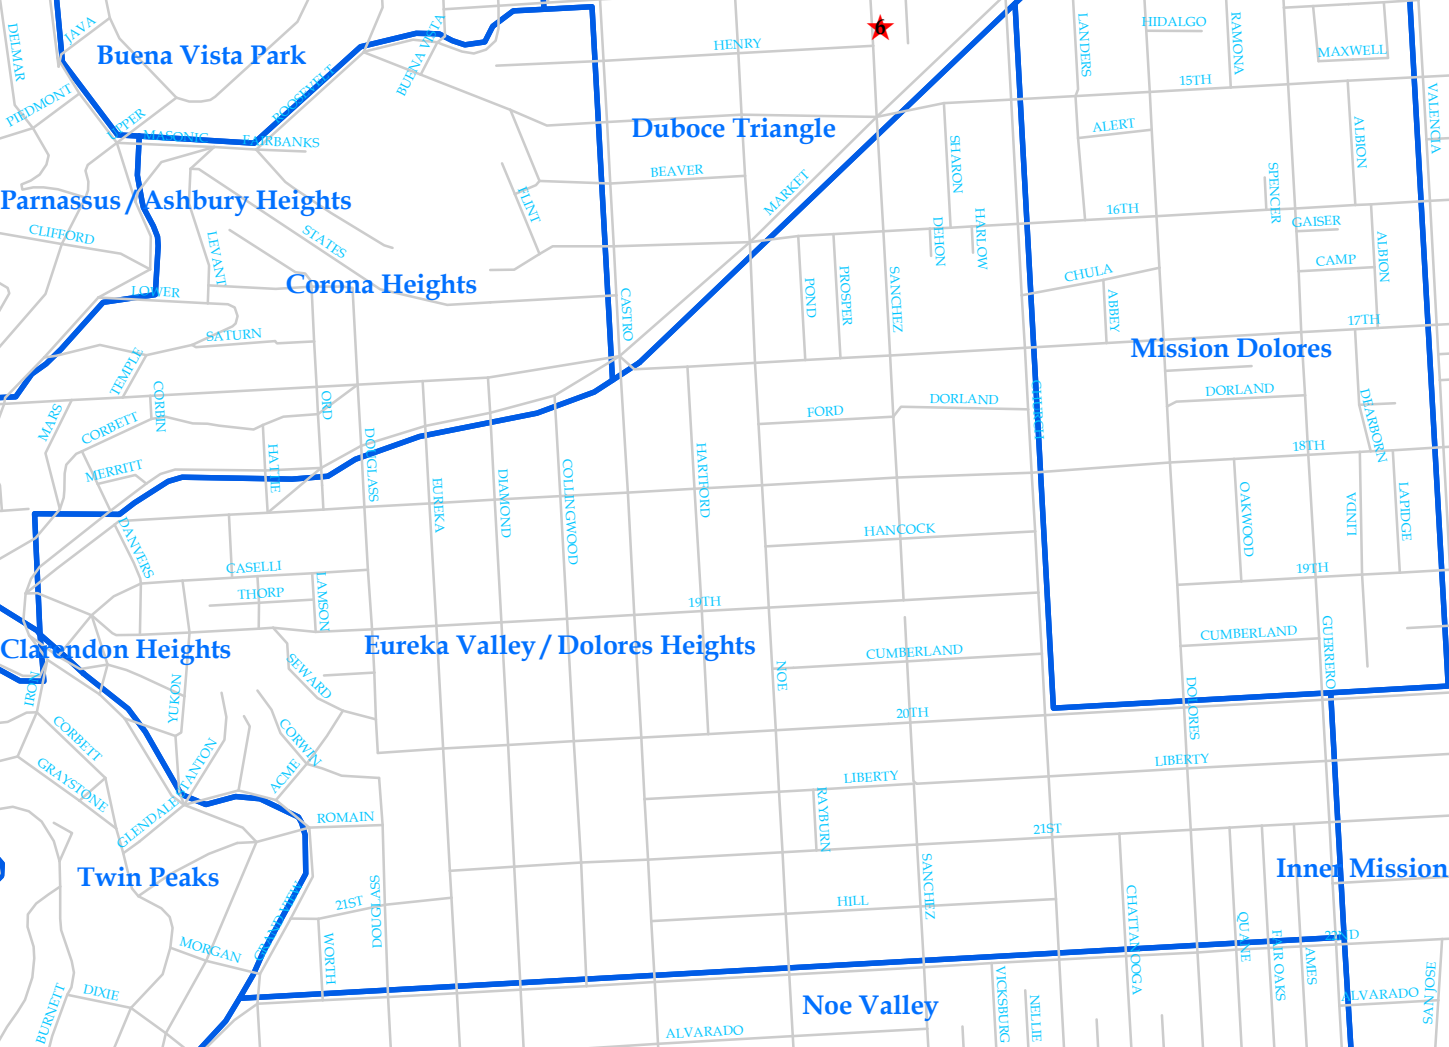 DELMAR
JAVA
Buena Vista Park
BUENA VISTA
HENRY
6
LANDERS
HIDALGO
RAMONA
MAXWELL
PIEDMONT
UPPER
MASONIC
ROOSEVELT
FAIRBANKS
Duboce Triangle
15TH
ALERT
ALBION
VALENCIA
BEAVER
MARKET
SHARON
SPENCER
Parnassus / Ashbury Heights
FLINT
16TH
CLIFFORD
LEVANT
STATES
DEHON
HARLOW
GAISER
ALBION
CAMP
Corona Heights
LOWER
CASTRO
POND
PROSPER
SANCHEZ
CHULA
ABBEY
17TH
SATURN
Mission Dolores
TEMPLE
CORBIN
MARS
CORBETT
ORD
FORD
DORLAND
CHURCH
DORLAND
DEARBORN
MERRITT
HATTIE
DOUGLASS
EUREKA
DIAMOND
COLLINGWOOD
HARTFORD
18TH
OAKWOOD
LINDA
LAPIDGE
DANVERS
HANCOCK
CASELLI
THORP
LAMSON
19TH
19TH
Clarendon Heights
Eureka Valley / Dolores Heights
CUMBERLAND
CUMBERLAND
GUERRERO
IRON
YUKON
SEWARD
NOE
20TH
DOLORES
CORBETT
GRAYSTONE
STANTON
CORWIN
ACME
LIBERTY
LIBERTY
GLENDALE
ROMAIN
RAYBURN
21ST
Twin Peaks
Inner Mission
GRAND VIEW
21ST
DOUGLASS
HILL
SANCHEZ
CHATTANOOGA
QUANE
FAIR OAKS
AMES
22ND
MORGAN
WORTH
DIXIE
BURNETT
Noe Valley
VICKSBURG
NELLIE
ALVARADO
ALVARADO
SAN JOSE